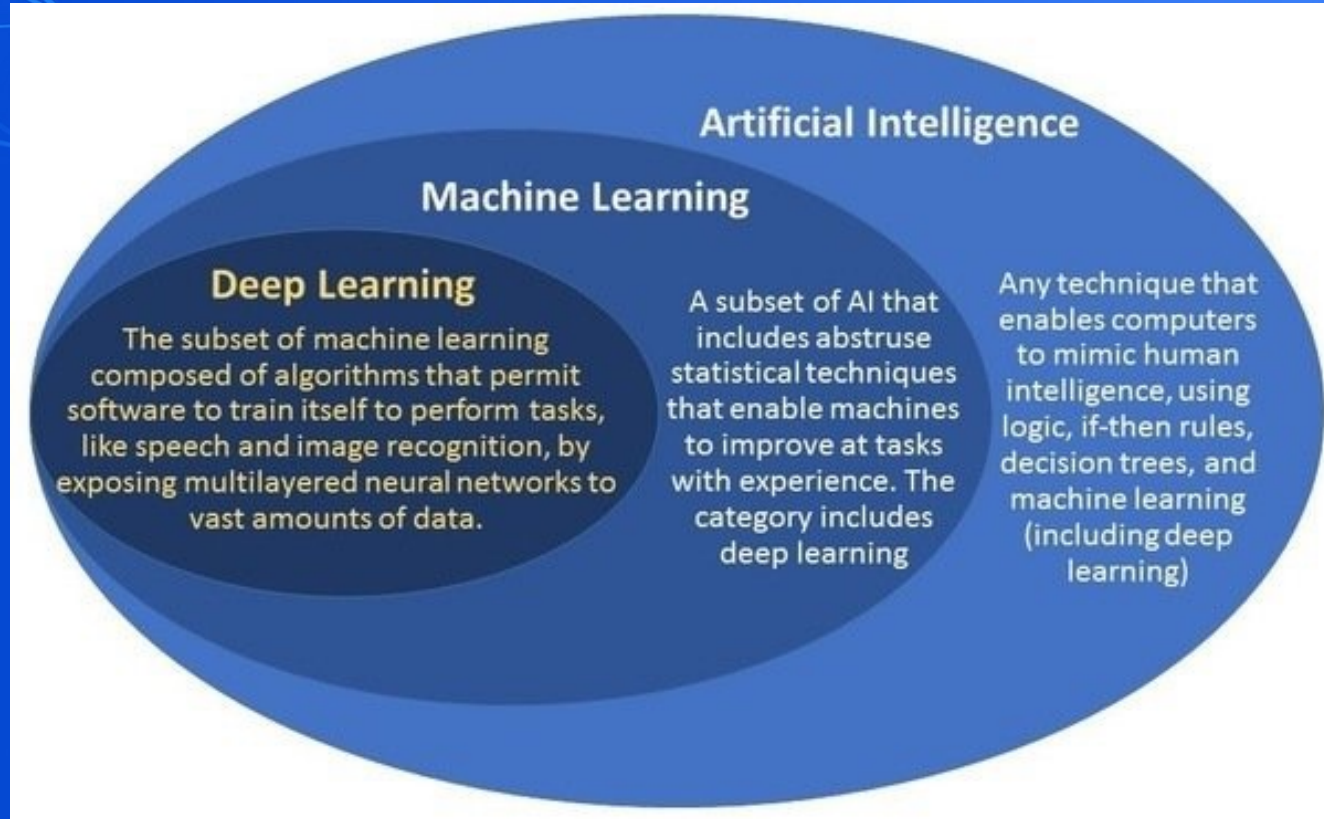 Artificial Intelligence
Machine Learning
Deep Learning
The subset of machine learning
composed of algorithms that permit
software to train itself to perform tasks,
like speech and image recognition, by
exposing multilayered neural networks to
vast amounts of data.
A subset of AI that
includes abstruse
statistical techniques
that enable machines
to improve at tasks
with experience. The
category includes
deep learning
Any technique that
enables computers
to mimic human
intelligence, using
logic, if-then rules,
decision trees, and
machine learning
(including deep
learning)